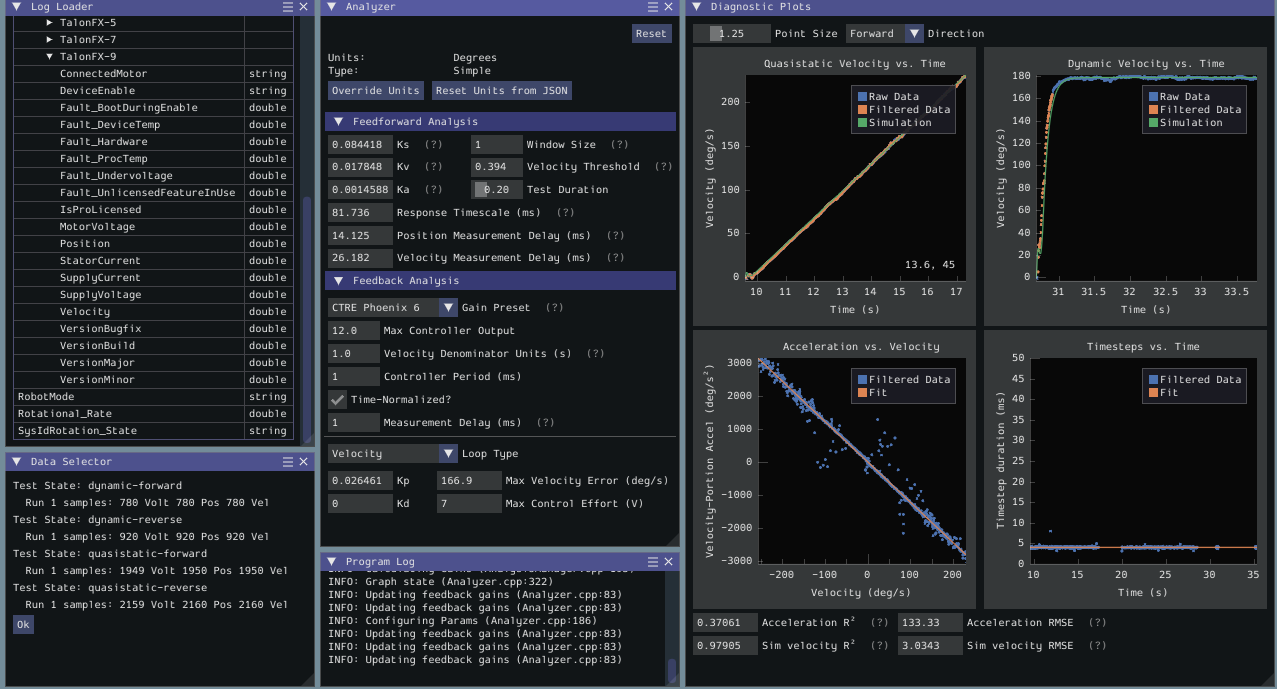 Log Loader
TalonFX-5
TalonFX-7
TalonFX-9
ConnectedMotor string
DeviceEnable string
Fault_BootDuringEnable double
Fault_DeviceTemp double
Fault_Hardware double
Fault_ProcTemp double
Fault_Undervoltage double
Fault_UnlicensedFeatureInUse double
IsProLicensed double
MotorVoltage double
Position double
StatorCurrent double
SupplyCurrent double
SupplyVoltage double
Velocity double
VersionBugfix double
VersionBuild double
VersionMajor double
VersionMinor double
RobotMode string
Rotational_Rate double
SysIdRotation_State string
Data Selector
Test State: dynamic-forward
Run 1 samples: 780 Volt 780 Pos 780 Vel
Test State: dynamic-reverse
Run 1 samples: 920 Volt 920 Pos 920 Vel
Test State: quasistatic-forward
Run 1 samples: 1949 Volt 1950 Pos 1950 Vel
Test State: quasistatic-reverse
Run 1 samples: 2159 Volt 2160 Pos 2160 Vel
Ok
Analyzer
Reset
Units: Degrees
Type: Simple
Override Units Reset Units from JSON
Feedforward Analysis
0.084418 Ks (?) 1 Window Size (?)
0.017848 Kv (?) 0.394 Velocity Threshold (?)
0.0014588 Ka (?) 0.20 Test Duration
81.736 Response Timescale (ms) (?)
14.125 Position Measurement Delay (ms) (?)
Velocity Measurement Delay (ms) (?)
Feedback Analysis
CTRE Phoenix 6 Gain Preset (?)
12.0 Max Controller Output
1.0 Velocity Denominator Units (s) (?)
1 Controller Period (ms)
Time-Normalized?
1 Measurement Delay (ms) (?)
Velocity Loop Type
0.026461 Kp 166.9 Max Velocity Error (deg/s)
0 Kd 7 Max Control Effort (V)
Program Log
INFO: Graph state (Analyzer.cpp:322)
INFO: Updating feedback gains (Analyzer.cpp:83)
INFO: Updating feedback gains (Analyzer.cpp:83)
INFO: Configuring Params (Analyzer.cpp:186)
INFO: Updating feedback gains (Analyzer.cpp:83)
INFO: Updating feedback gains (Analyzer.cpp:83)
INFO: Updating feedback gains (Analyzer.cpp:83)
Diagnostic Plots
1.25 Point Size Forward Direction
Quasistatic Velocity vs. Time
Velocity (deg/s)
200
150
100
50
0
Raw Data
Filtered Data
Simulation
13.6, 45
10 11 12 13 14 15 16 17
Time (s)
Dynamic Velocity vs. Time
Velocity (deg/s)
180
160
140
120
100
80
60
40
20
0
Raw Data
Filtered Data
Simulation
31 31.5 32 32.5 33 33.5
Time (s)
Acceleration vs. Velocity
Velocity-Portion Accel (deg/s²)
3000
2000
1000
0
-1000
-2000
-3000
Filtered Data
Fit
-200 -100 0 100 200
Velocity (deg/s)
Timesteps vs. Time
Timestep duration (ms)
50
45
40
35
30
25
20
15
10
5
0
Filtered Data
Fit
10 15 20 25 30 35
Time (s)
0.37061 Acceleration R² (?) 133.33 Acceleration RMSE (?)
0.97905 Sim velocity R² (?) 3.0343 Sim velocity RMSE (?)